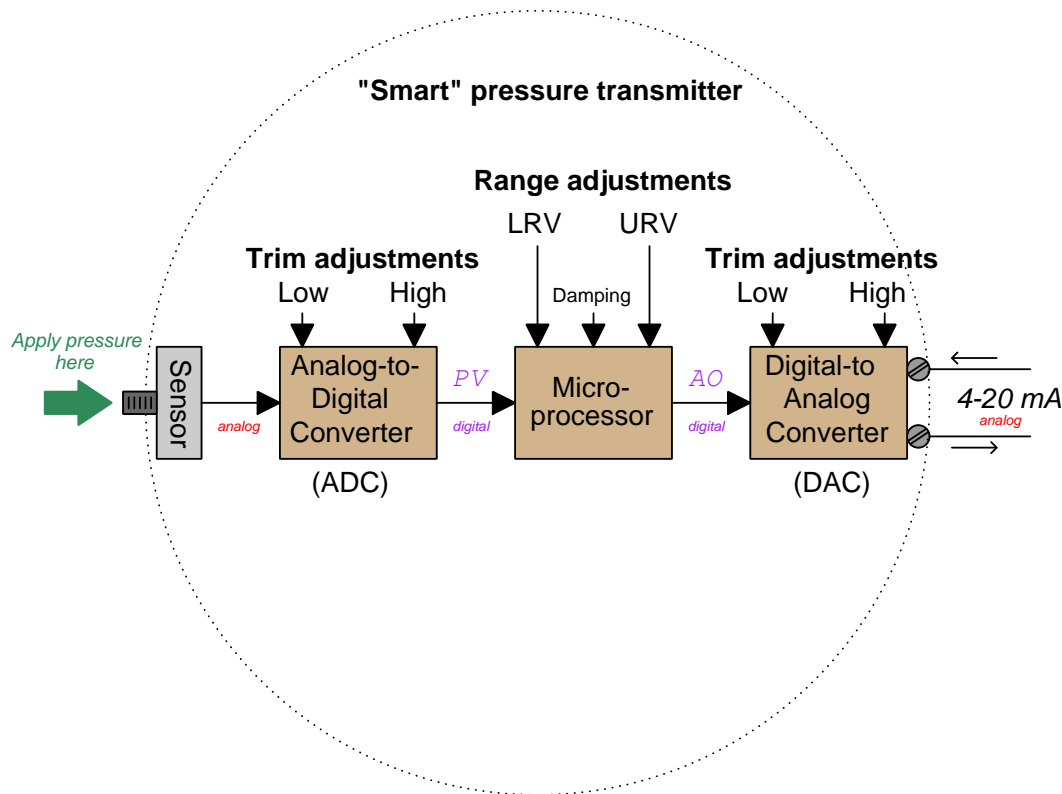 "Smart" pressure transmitter
Range adjustments
LRV URV
Trim adjustments
Low High
Damping
Trim adjustments
Low High
Apply pressure
here
Sensor
analog
Analog-to-
Digital
Converter
(ADC)
PV
digital
Micro-
processor
AO
digital
Digital-to
Analog
Converter
(DAC)
4-20 mA
analog